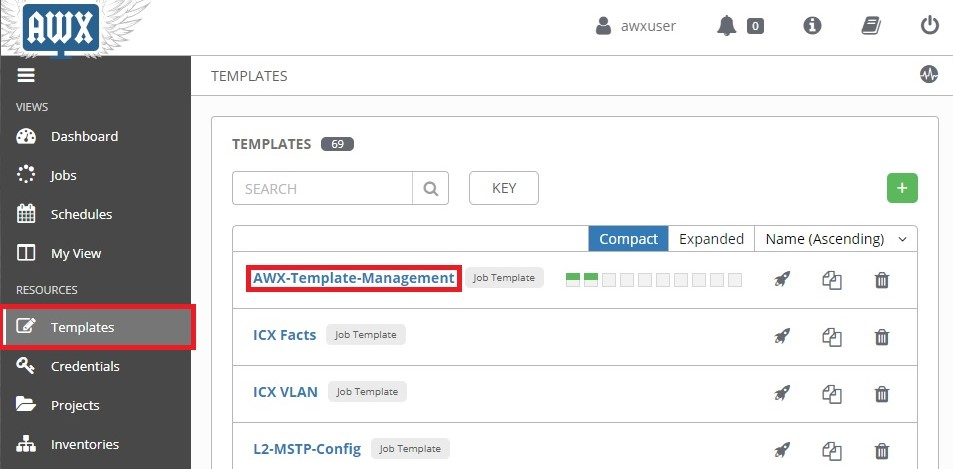 AWX
awxuser
0
TEMPLATES
VIEWS
Dashboard
Jobs
Schedules
My View
RESOURCES
Templates
Credentials
Projects
Inventories
TEMPLATES 69
SEARCH
KEY
+
Compact Expanded Name (Ascending)
AWX-Template-Management Job Template
ICX Facts Job Template
ICX VLAN Job Template
L2-MSTP-Config Job Template